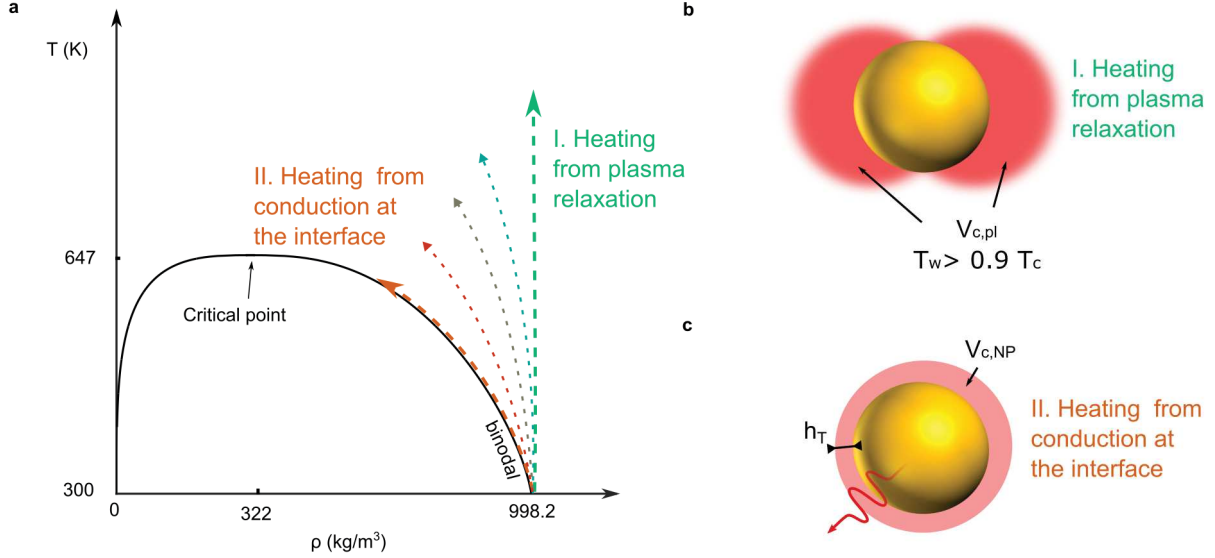 a
T (K)
I. Heating
from plasma
relaxation
II. Heating from
conduction at
the interface
647
Critical point
binodal
300
0
322
998.2
ρ (kg/m³)
b
I. Heating
from plasma
relaxation
Vc,pl
Tw> 0.9 Tc
c
Vc,NP
hT
II. Heating from
conduction at
the interface